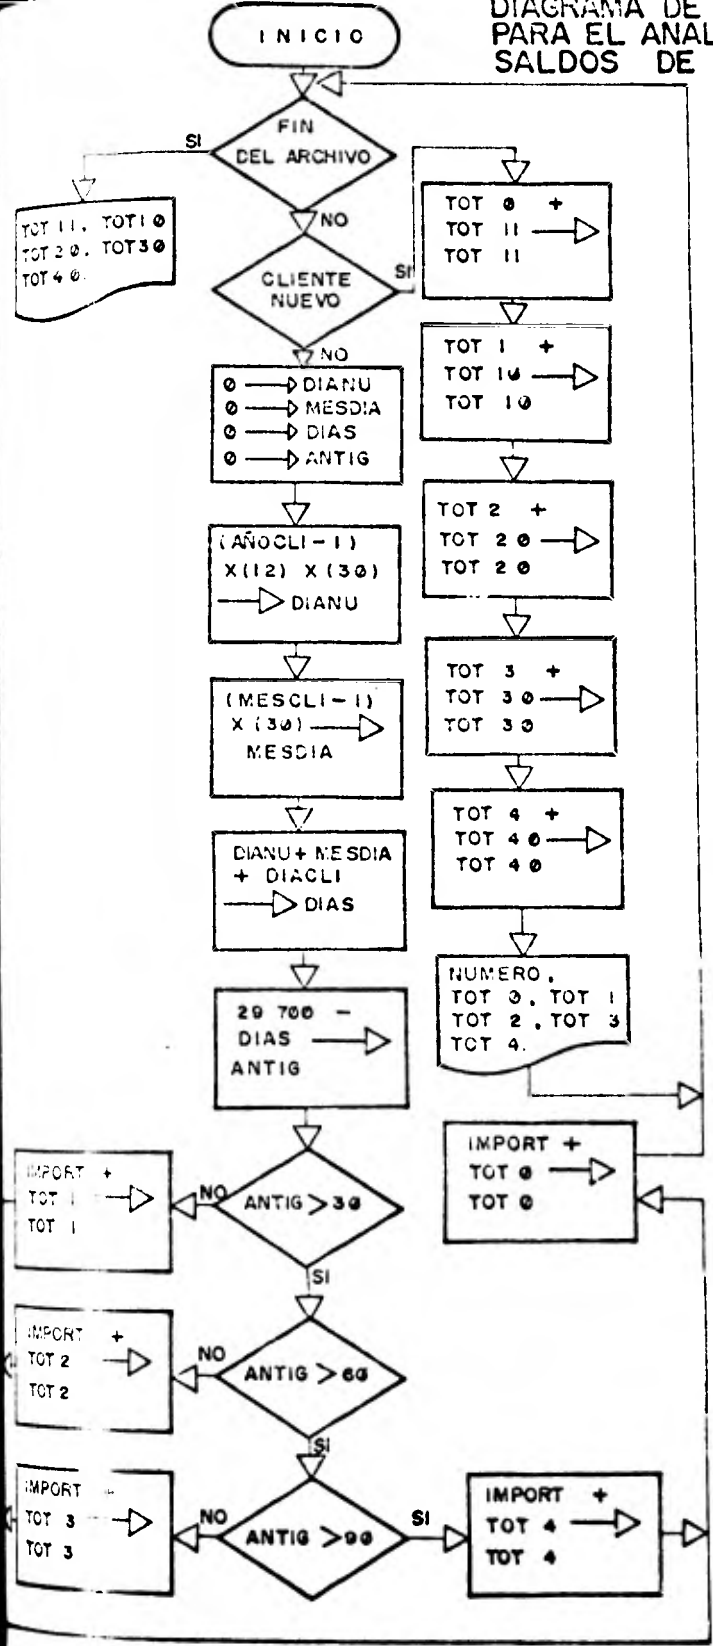 DIAGRAMA DE
PARA EL ANAL
SALDOS DE
INICIO
FIN
DEL ARCHIVO
SI
NO
TOT 11, TOT10
TOT 20, TOT30
TOT 40.
CLIENTE
NUEVO
SI
NO
0 DIANU
0 MESDIA
0 DIAS
0 ANTIG
(AÑOCLI-1)
X(12) X(30)
DIANU
(MESCLI-1)
X (30)
MESDIA
DIANU+MESDIA
+ DIACLI
DIAS
29 700 -
DIAS
ANTIG
TOT 0 +
TOT 11
TOT 11
TOT 1 +
TOT 10
TOT 10
TOT 2 +
TOT 20
TOT 20
TOT 3 +
TOT 30
TOT 30
TOT 4 +
TOT 40
TOT 40
NUMERO,
TOT 0, TOT 1
TOT 2, TOT 3
TOT 4.
IMPORT +
TOT 0
TOT 0
ANTIG > 30
NO
SI
IMPORT +
TOT 1
TOT 1
ANTIG > 60
NO
SI
IMPORT +
TOT 2
TOT 2
ANTIG > 90
NO
SI
IMPORT +
TOT 3
TOT 3
IMPORT +
TOT 4
TOT 4